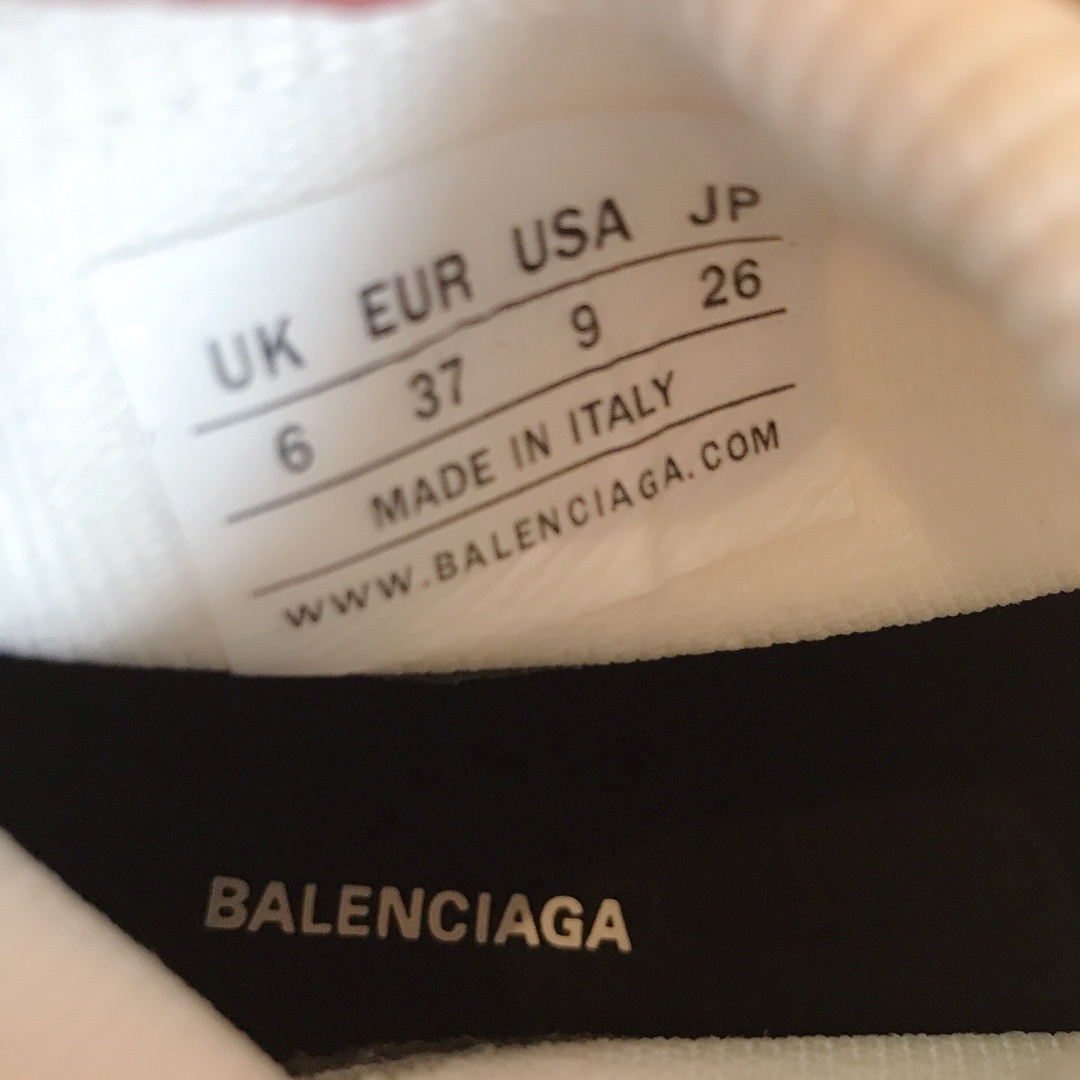 UK EUR USA JP
6 37 9 26
MADE IN ITALY
WWW.BALENCIAGA.COM
BALENCIAGA